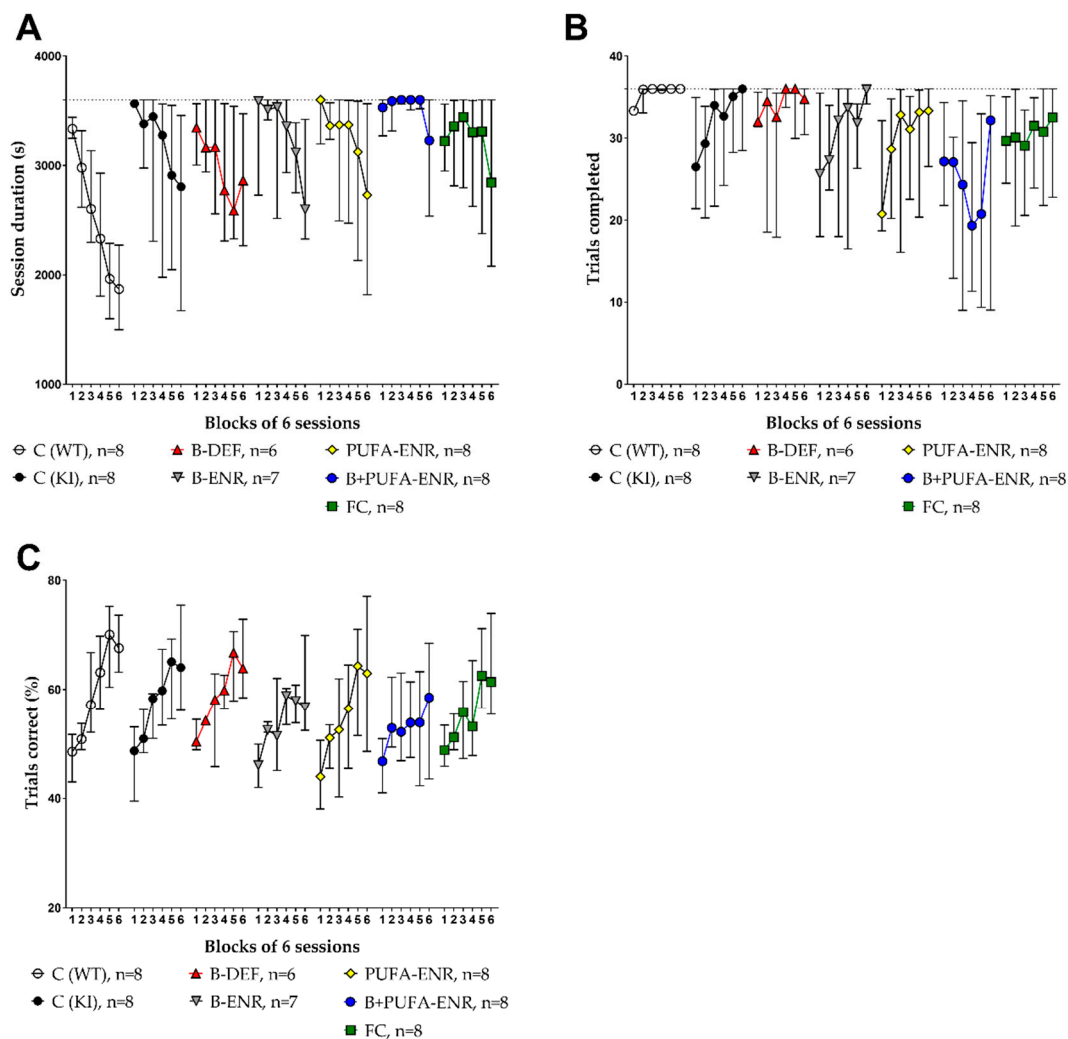 A
4000
3000
2000
1000
Session duration (s)
1 2 3 4 5 6 1 2 3 4 5 6 1 2 3 4 5 6 1 2 3 4 5 6 1 2 3 4 5 6 1 2 3 4 5 6 1 2 3 4 5 6
Blocks of 6 sessions
C (WT), n=8 B-DEF, n=6 PUFA-ENR, n=8
C (KI), n=8 B-ENR, n=7 B+PUFA-ENR, n=8
FC, n=8
B
40
30
20
10
0
Trials completed
1 2 3 4 5 6 1 2 3 4 5 6 1 2 3 4 5 6 1 2 3 4 5 6 1 2 3 4 5 6 1 2 3 4 5 6 1 2 3 4 5 6
Blocks of 6 sessions
C (WT), n=8 B-DEF, n=6 PUFA-ENR, n=8
C (KI), n=8 B-ENR, n=7 B+PUFA-ENR, n=8
FC, n=8
C
80
60
40
20
Trials correct (%)
1 2 3 4 5 6 1 2 3 4 5 6 1 2 3 4 5 6 1 2 3 4 5 6 1 2 3 4 5 6 1 2 3 4 5 6 1 2 3 4 5 6
Blocks of 6 sessions
C (WT), n=8 B-DEF, n=6 PUFA-ENR, n=8
C (KI), n=8 B-ENR, n=7 B+PUFA-ENR, n=8
FC, n=8